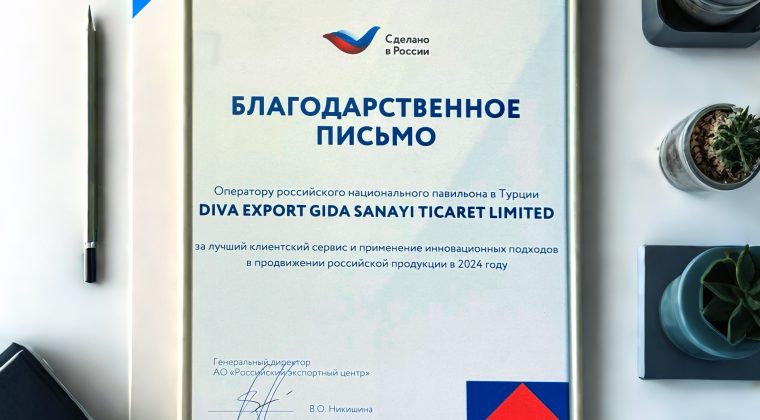 Сделано
в России
БЛАГОДАРСТВЕННОЕ
ПИСЬМО
Оператору российского национального павильона в Турции
DIVA EXPORT GIDA SANAYI TICARET LIMITED
за лучший клиентский сервис и применение инновационных подходов
в продвижении российской продукции в 2024 году
Генеральный директор
АО «Российский экспортный центр»
В.О. Никишина